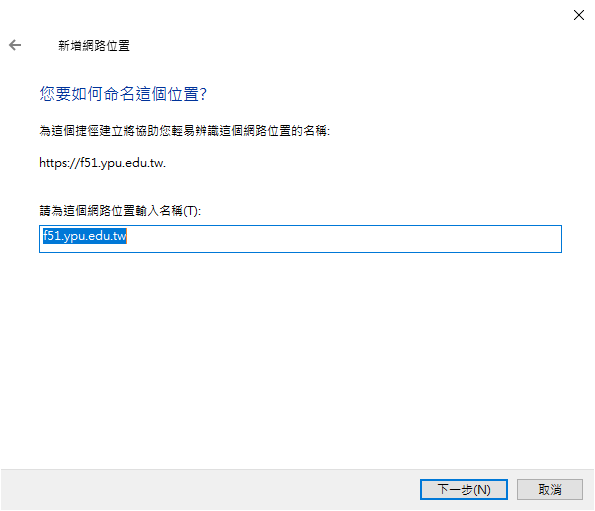 新增網路位置
您要如何命名這個位置?
為這個捷徑建立將協助您輕易辨識這個網路位置的名稱:
https://f51.ypu.edu.tw.
請為這個網路位置輸入名稱(T):
f51.ypu.edu.tw
下一步(N)
取消